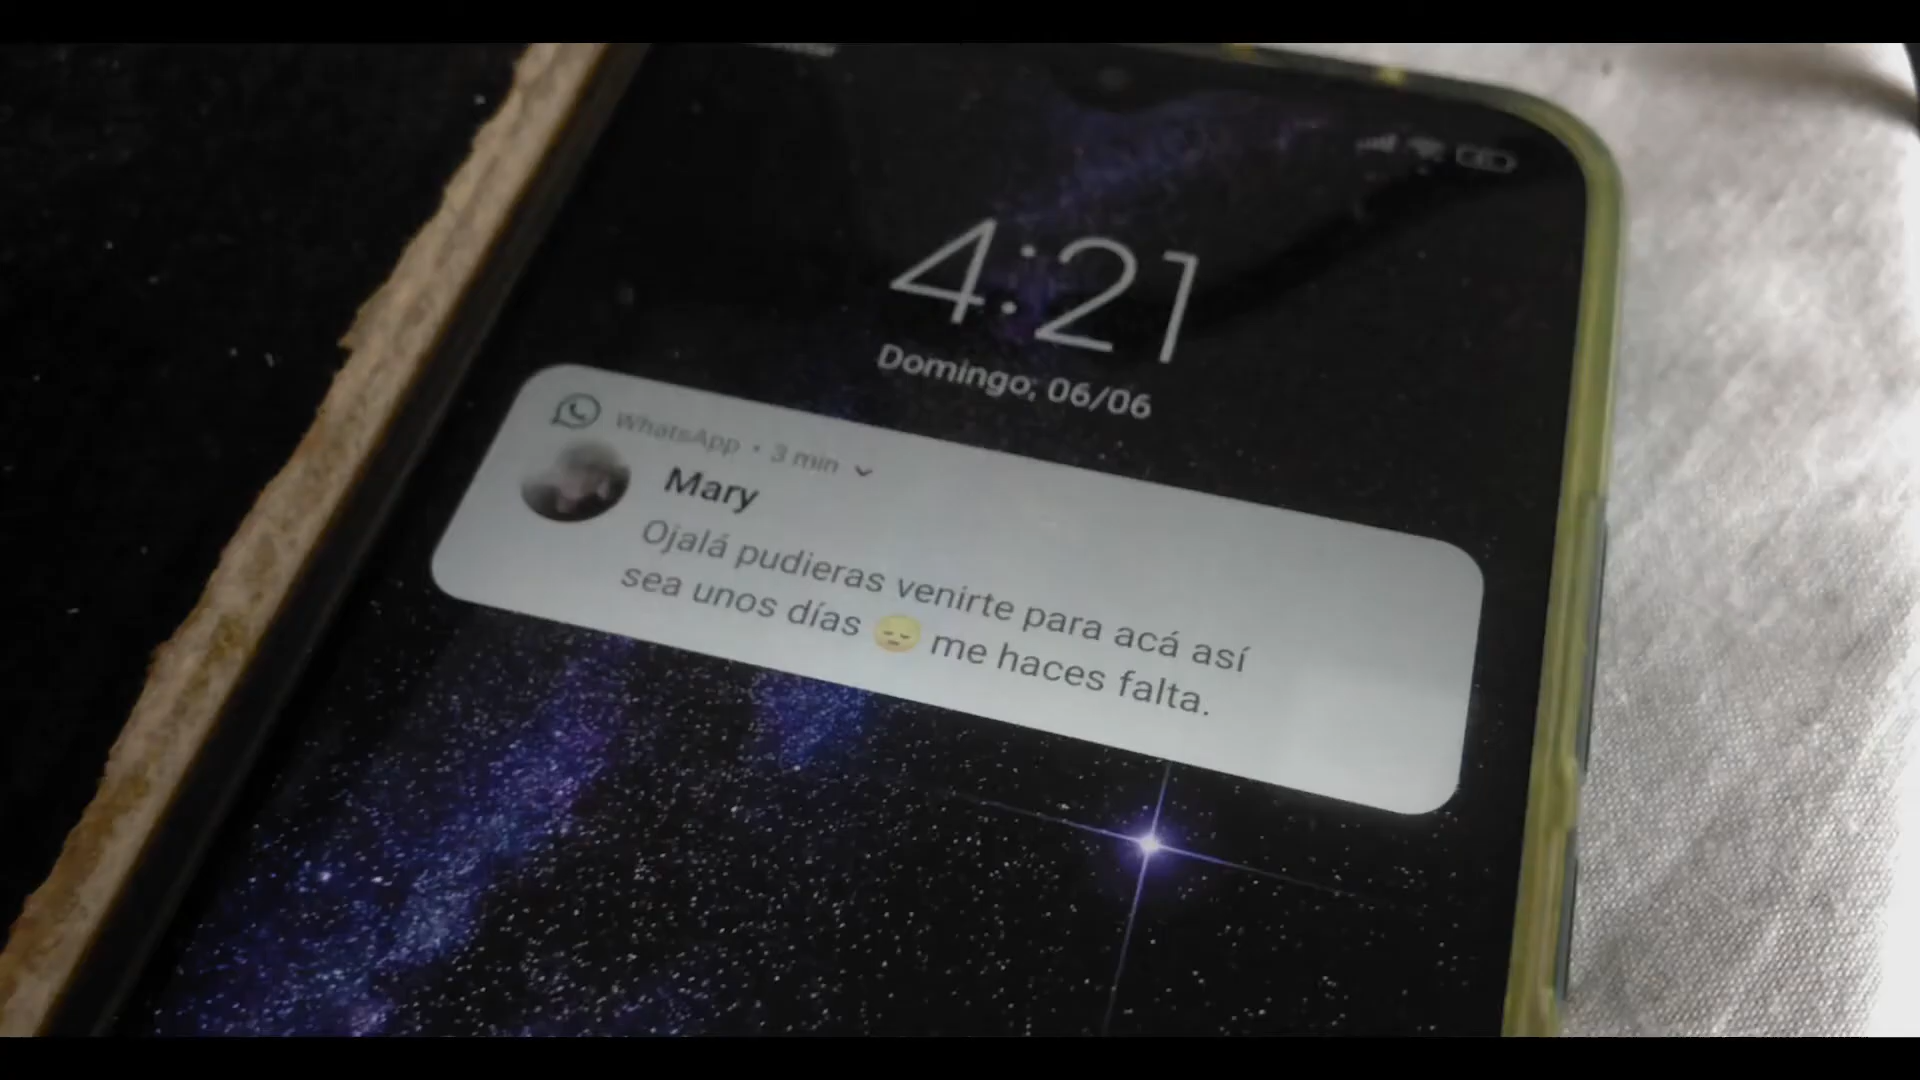 4:21
Domingo, 06/06
WhatsApp • 3 min
Mary
Ojalá pudieras venirte para acá así
sea unos días 😔 me haces falta.